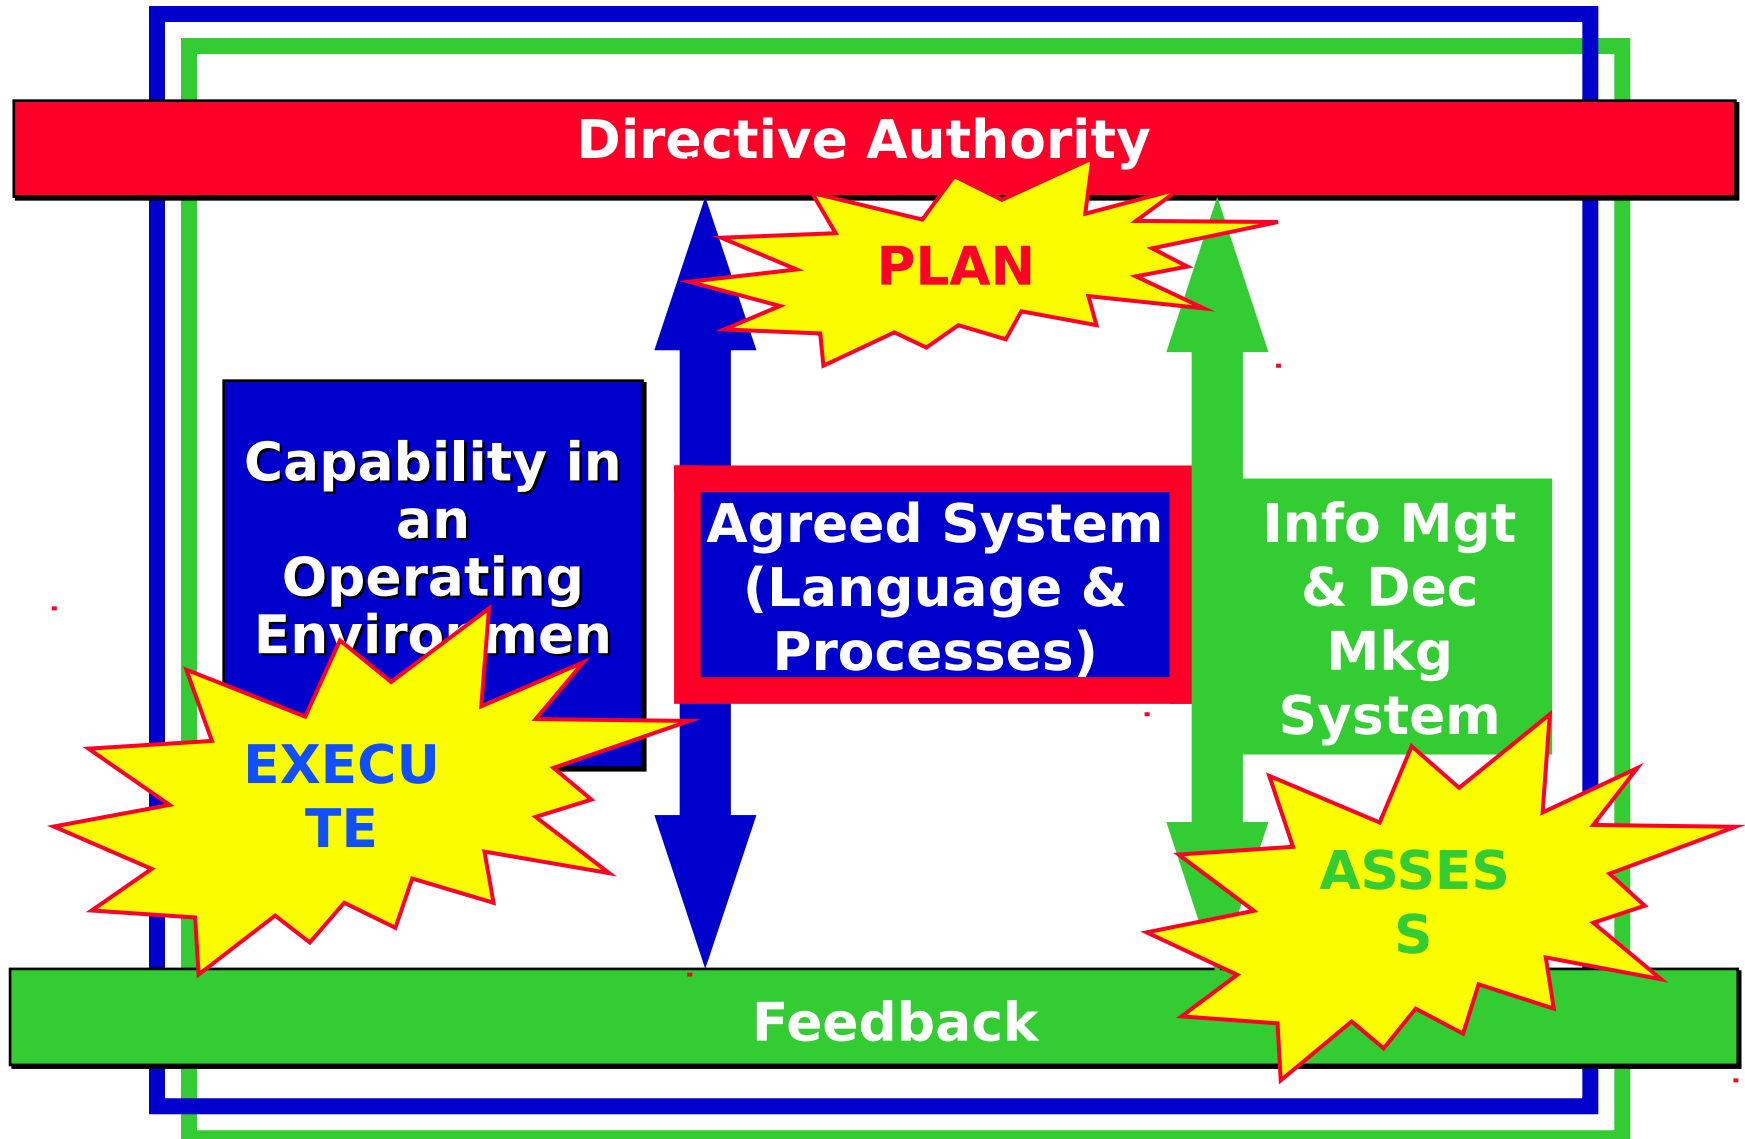 Directive Authority
PLAN
Capability in
an
Operating
Environmen
Agreed System
(Language &
Processes)
Info Mgt
& Dec
Mkg
System
EXECU
TE
ASSES
S
Feedback